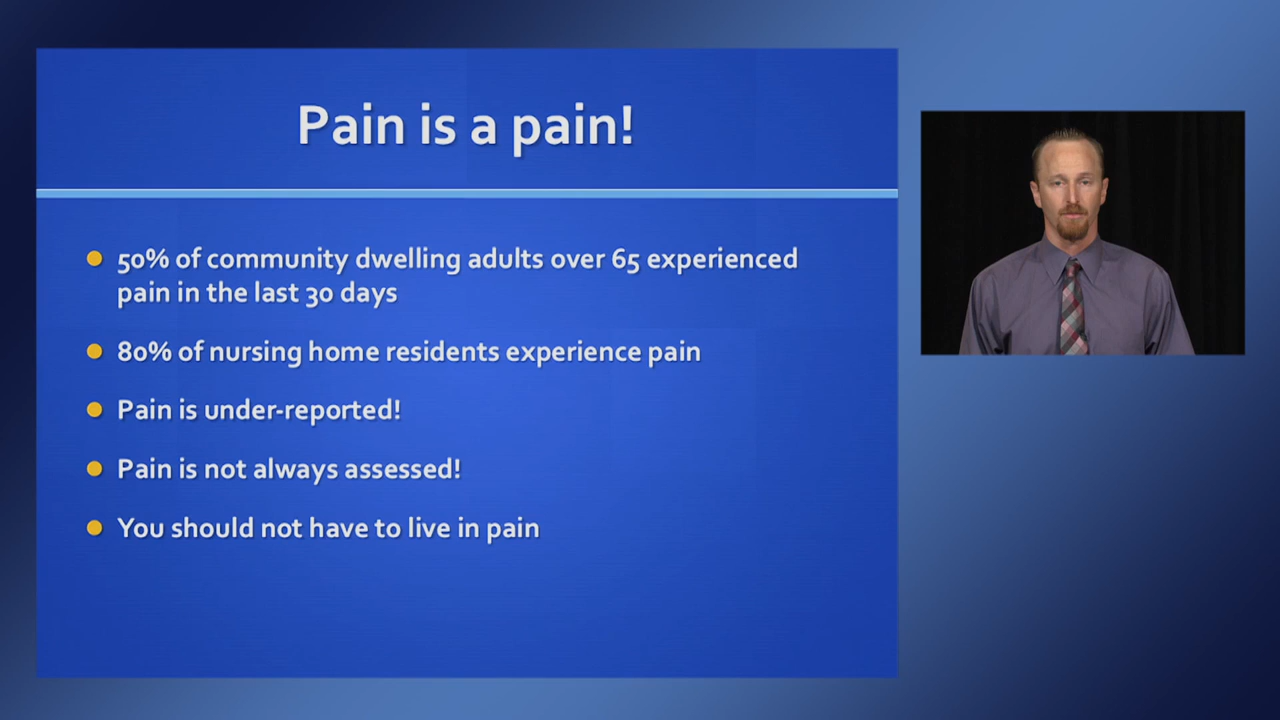 Pain is a pain!
50% of community dwelling adults over 65 experienced
pain in the last 30 days
80% of nursing home residents experience pain
Pain is under-reported!
Pain is not always assessed!
You should not have to live in pain